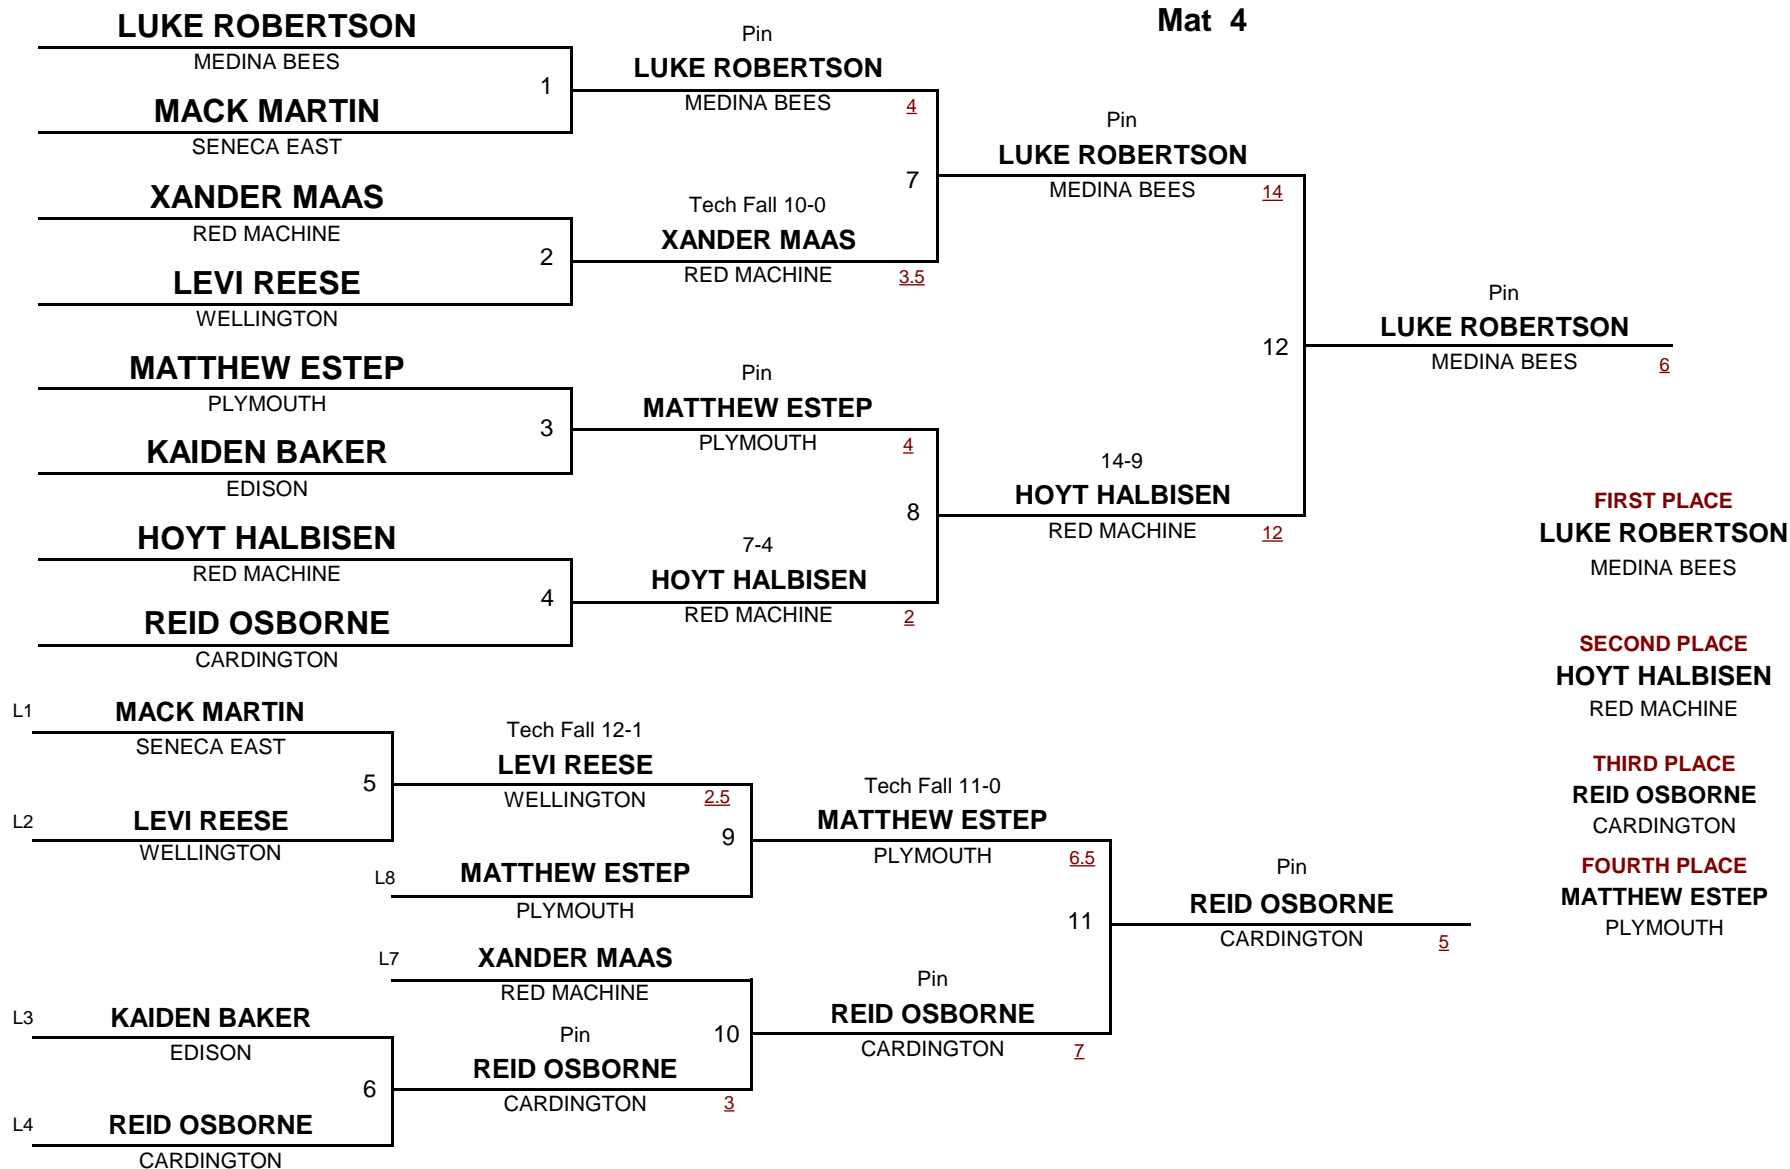 Mat 4
LUKE ROBERTSON
MEDINA BEES
1
MACK MARTIN
SENECA EAST
XANDER MAAS
RED MACHINE
2
LEVI REESE
WELLINGTON
MATTHEW ESTEP
PLYMOUTH
3
KAIDEN BAKER
EDISON
HOYT HALBISEN
RED MACHINE
4
REID OSBORNE
CARDINGTON
Pin
LUKE ROBERTSON
MEDINA BEES 4
7
Tech Fall 10-0
XANDER MAAS
RED MACHINE 3.5
Pin
MATTHEW ESTEP
PLYMOUTH 4
8
7-4
HOYT HALBISEN
RED MACHINE 2
Pin
LUKE ROBERTSON
MEDINA BEES 14
12
14-9
HOYT HALBISEN
RED MACHINE 12
Pin
LUKE ROBERTSON
MEDINA BEES 6
FIRST PLACE
LUKE ROBERTSON
MEDINA BEES
SECOND PLACE
HOYT HALBISEN
RED MACHINE
THIRD PLACE
REID OSBORNE
CARDINGTON
FOURTH PLACE
MATTHEW ESTEP
PLYMOUTH
L1 MACK MARTIN
SENECA EAST
5
L2 LEVI REESE
WELLINGTON
Tech Fall 12-1
LEVI REESE
WELLINGTON 2.5
9
L8 MATTHEW ESTEP
PLYMOUTH
L7 XANDER MAAS
RED MACHINE
10
L3 KAIDEN BAKER
EDISON
6
L4 REID OSBORNE
CARDINGTON
Pin
REID OSBORNE
CARDINGTON 3
Tech Fall 11-0
MATTHEW ESTEP
PLYMOUTH 6.5
11
Pin
REID OSBORNE
CARDINGTON 7
Pin
REID OSBORNE
CARDINGTON 5